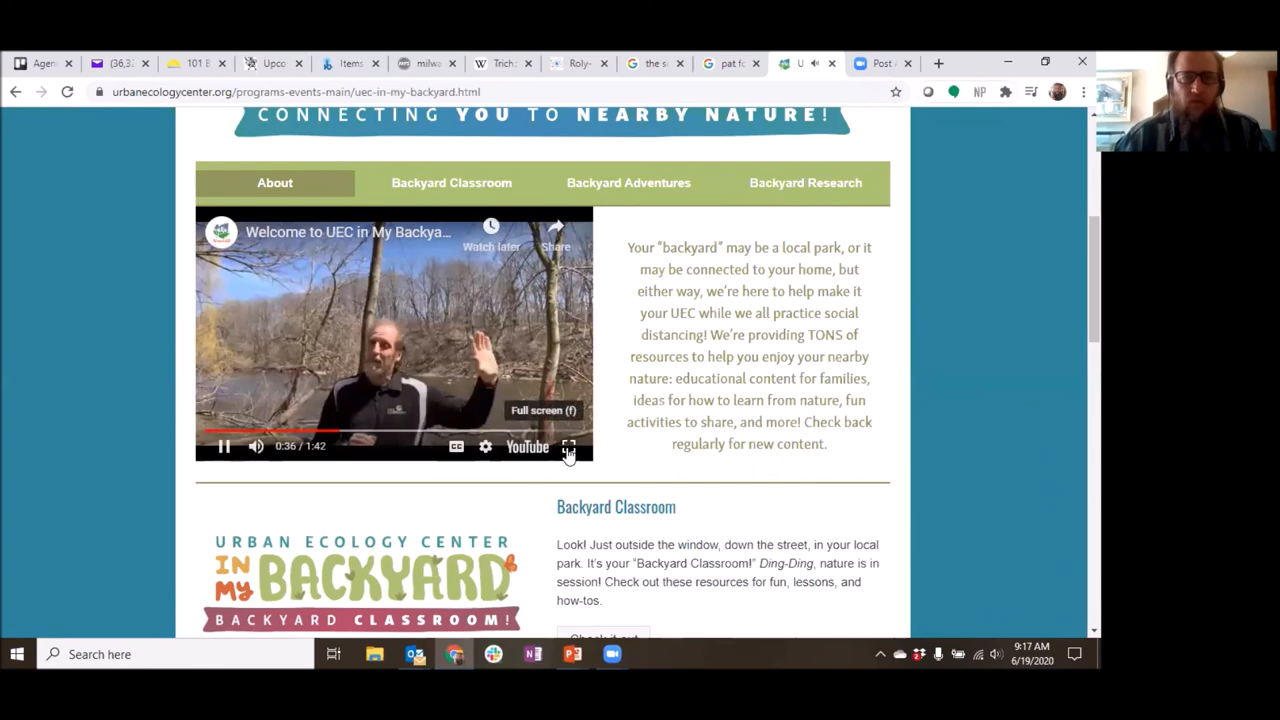 Agen
(36,3
101 B
Upco
Items
milw
Trich
Roly-
the s
pat fo
U
Post A
urbanecologycenter.org/programs-events-main/uec-in-my-backyard.html
NP
CONNECTING YOU TO NEARBY NATURE!
About
Backyard Classroom
Backyard Adventures
Backyard Research
Welcome to UEC in My Backya...
Watch later
Share
Full screen (f)
0:36 / 1:42
CC
YouTube
Your "backyard" may be a local park, or it
may be connected to your home, but
either way, we're here to help make it
your UEC while we all practice social
distancing! We're providing TONS of
resources to help you enjoy your nearby
nature: educational content for families,
ideas for how to learn from nature, fun
activities to share, and more! Check back
regularly for new content.
URBAN ECOLOGY CENTER
IN MY BACKYARD
BACKYARD CLASSROOM!
Backyard Classroom
Look! Just outside the window, down the street, in your local
park. It's your "Backyard Classroom!" Ding-Ding, nature is in
session! Check out these resources for fun, lessons, and
how-tos.
Check it out
Search here
9:17 AM
6/19/2020